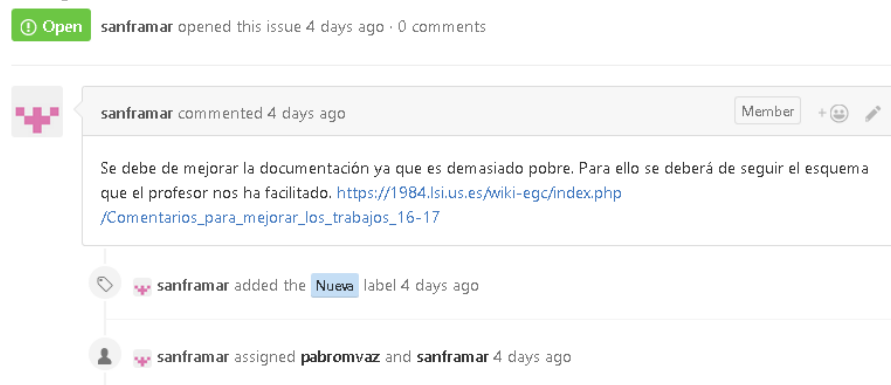 Open sanframar opened this issue 4 days ago · 0 comments
sanframar commented 4 days ago Member +
Se debe de mejorar la documentación ya que es demasiado pobre. Para ello se deberá de seguir el esquema
que el profesor nos ha facilitado. https://1984.lsi.us.es/wiki-egc/index.php
/Comentarios_para_mejorar_los_trabajos_16-17
sanframar added the Nueva label 4 days ago
sanframar assigned pabromvaz and sanframar 4 days ago